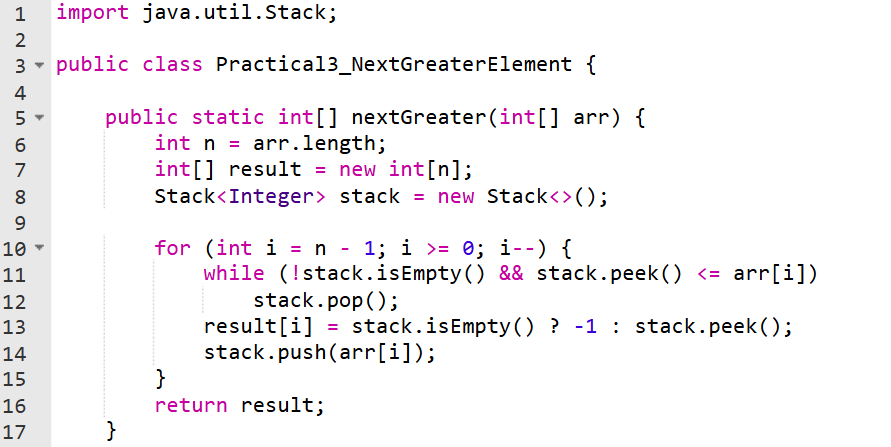 1 import java.util.Stack;
2
3 public class Practical3_NextGreaterElement {
4
5     public static int[] nextGreater(int[] arr) {
6         int n = arr.length;
7         int[] result = new int[n];
8         Stack<Integer> stack = new Stack<>();
9
10         for (int i = n - 1; i >= 0; i--) {
11             while (!stack.isEmpty() && stack.peek() <= arr[i])
12                 stack.pop();
13             result[i] = stack.isEmpty() ? -1 : stack.peek();
14             stack.push(arr[i]);
15         }
16         return result;
17     }